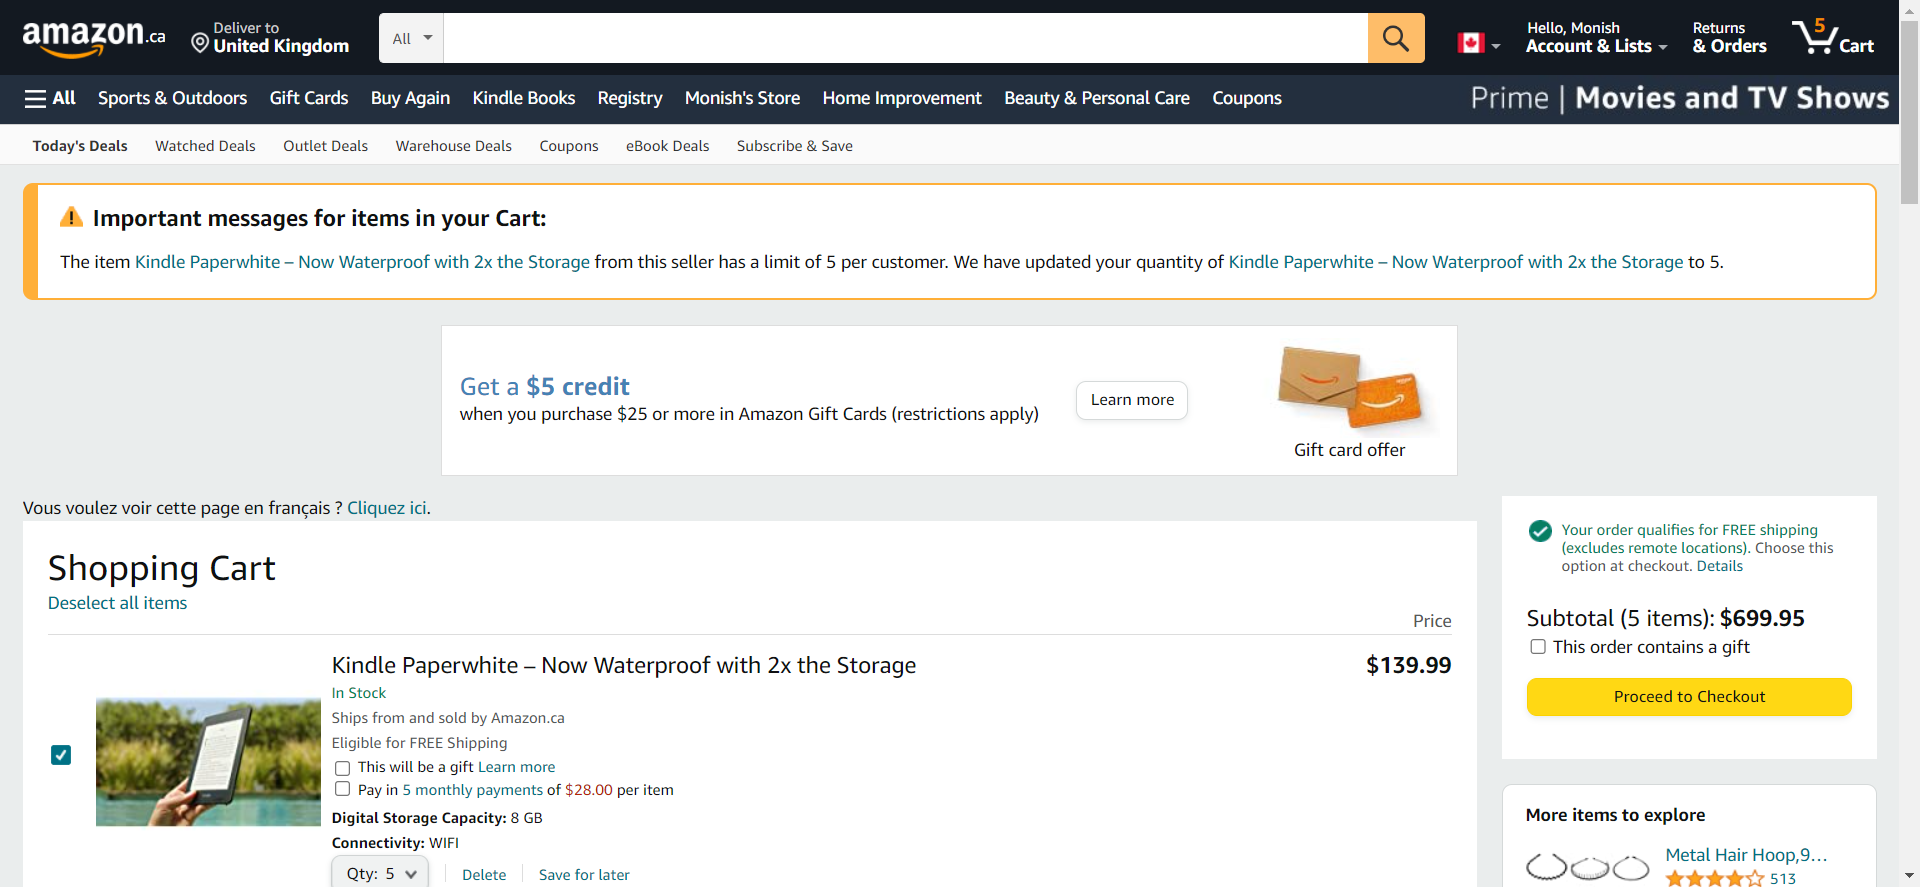 amazon.ca
Deliver to
United Kingdom
All
Hello, Monish
Account & Lists
Returns
& Orders
5
Cart
All
Sports & Outdoors
Gift Cards
Buy Again
Kindle Books
Registry
Monish's Store
Home Improvement
Beauty & Personal Care
Coupons
Prime | Movies and TV Shows
Today's Deals
Watched Deals
Outlet Deals
Warehouse Deals
Coupons
eBook Deals
Subscribe & Save
Important messages for items in your Cart:
The item Kindle Paperwhite – Now Waterproof with 2x the Storage from this seller has a limit of 5 per customer. We have updated your quantity of Kindle Paperwhite – Now Waterproof with 2x the Storage to 5.
Get a $5 credit
when you purchase $25 or more in Amazon Gift Cards (restrictions apply)
Learn more
Gift card offer
Vous voulez voir cette page en français ? Cliquez ici.
Shopping Cart
Deselect all items
Price
Kindle Paperwhite – Now Waterproof with 2x the Storage
$139.99
In Stock
Ships from and sold by Amazon.ca
Eligible for FREE Shipping
This will be a gift Learn more
Pay in 5 monthly payments of $28.00 per item
Digital Storage Capacity: 8 GB
Connectivity: WIFI
Qty: 5
Delete
Save for later
Your order qualifies for FREE shipping
(excludes remote locations). Choose this
option at checkout. Details
Subtotal (5 items): $699.95
This order contains a gift
Proceed to Checkout
More items to explore
Metal Hair Hoop,9...
513